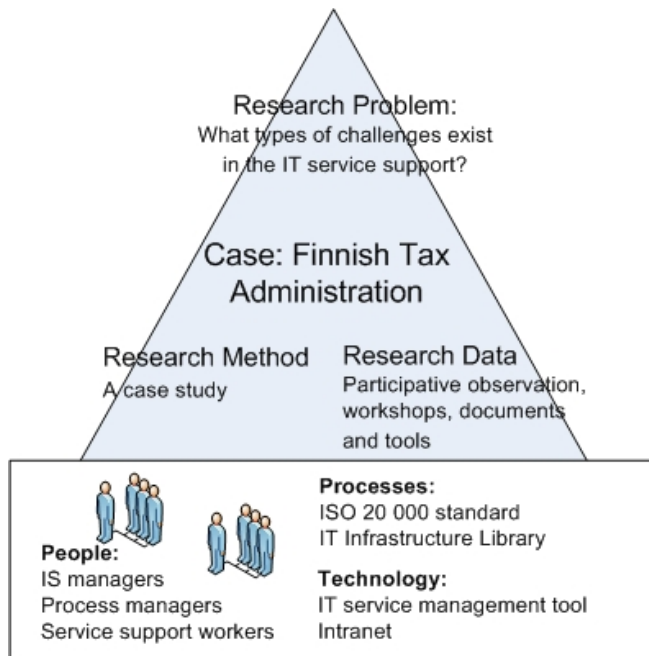 Research Problem:
What types of challenges exist
in the IT service support?
Case: Finnish Tax
Administration
Research Method
A case study
Research Data
Participative observation,
workshops, documents
and tools
People:
IS managers
Process managers
Service support workers
Processes:
ISO 20 000 standard
IT Infrastructure Library
Technology:
IT service management tool
Intranet